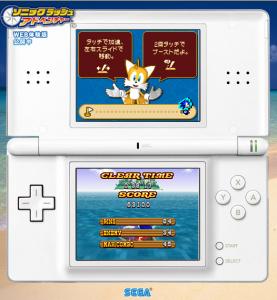 ソニックラッシュ
アドベンチャー
WEB体験版
公開中
タッチで加速、
左右スライドで
移動。
2回タッチで
ブーストだよ。
CLEAR TIME
SCORE
63100
RING
ENEMY
MAX COMBO
X
Y
A
B
START
SELECT
SEGA